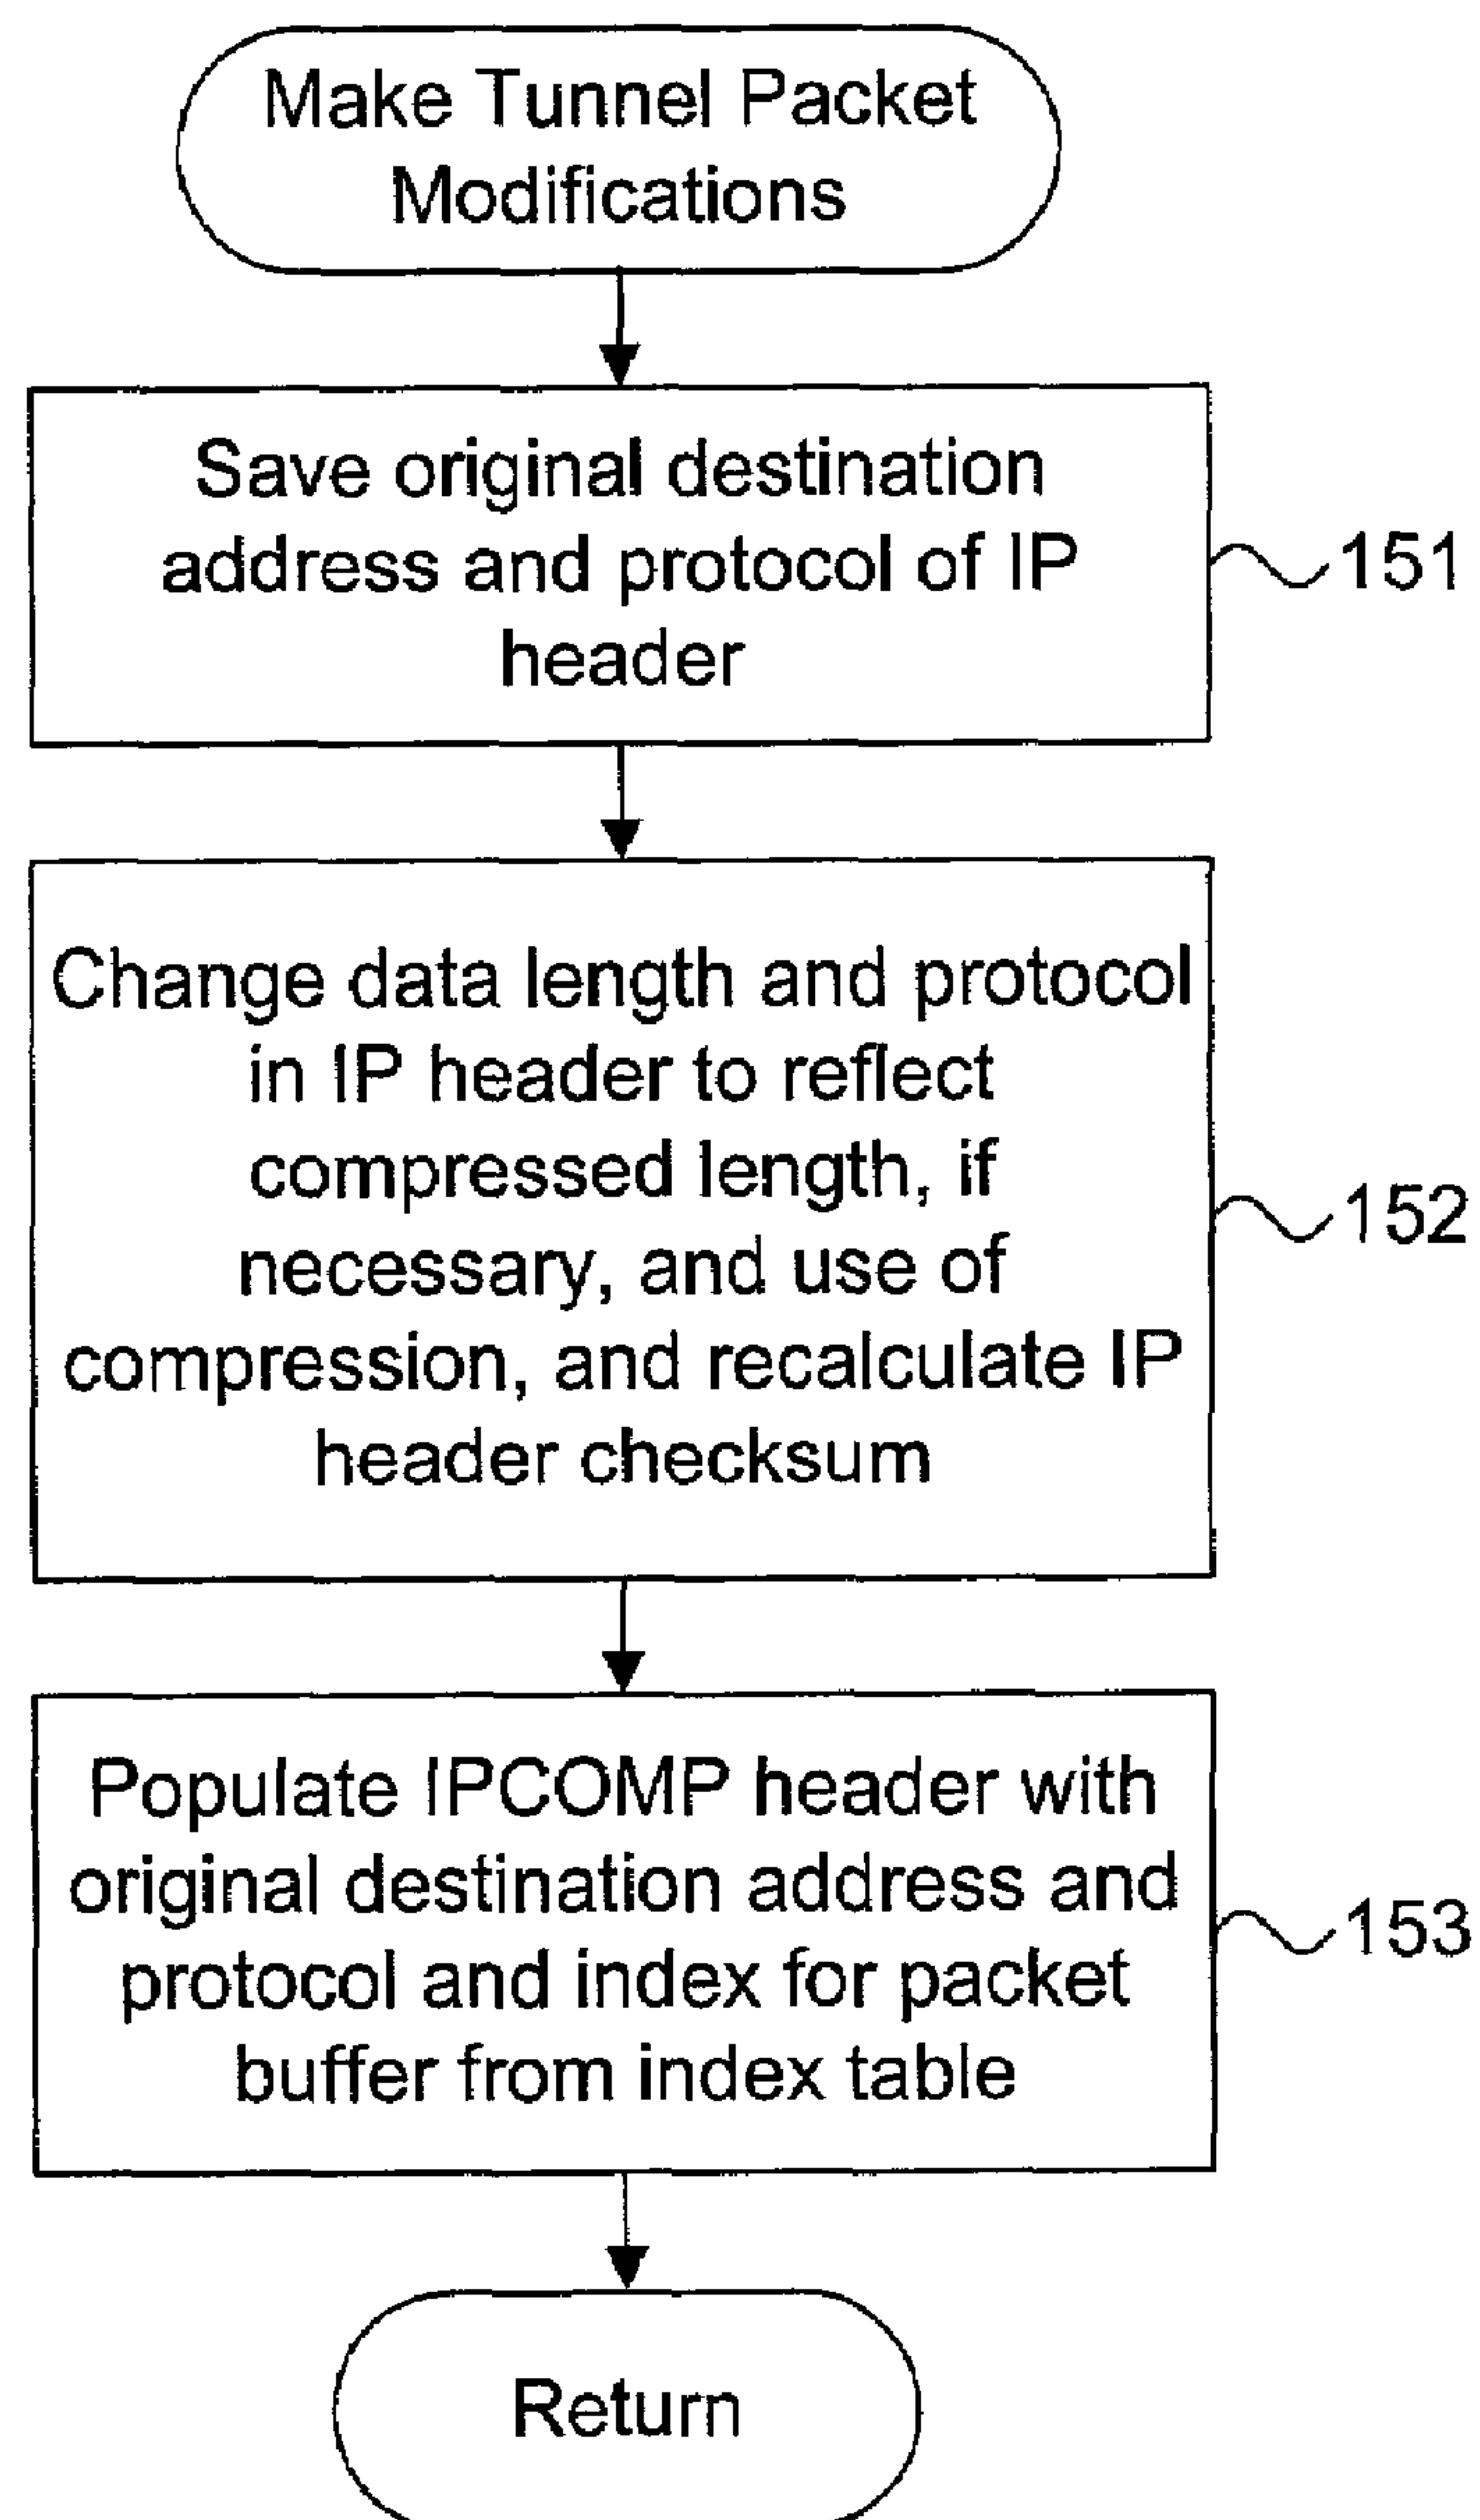 Make Tunnel Packet
Modifications
Save original destination
address and protocol of IP
header
151
Change data length and protocol
in IP header to reflect
compressed length, if
necessary, and use of
compression, and recalculate IP
header checksum
152
Populate IPCOMP header with
original destination address and
protocol and index for packet
buffer from index table
153
Return